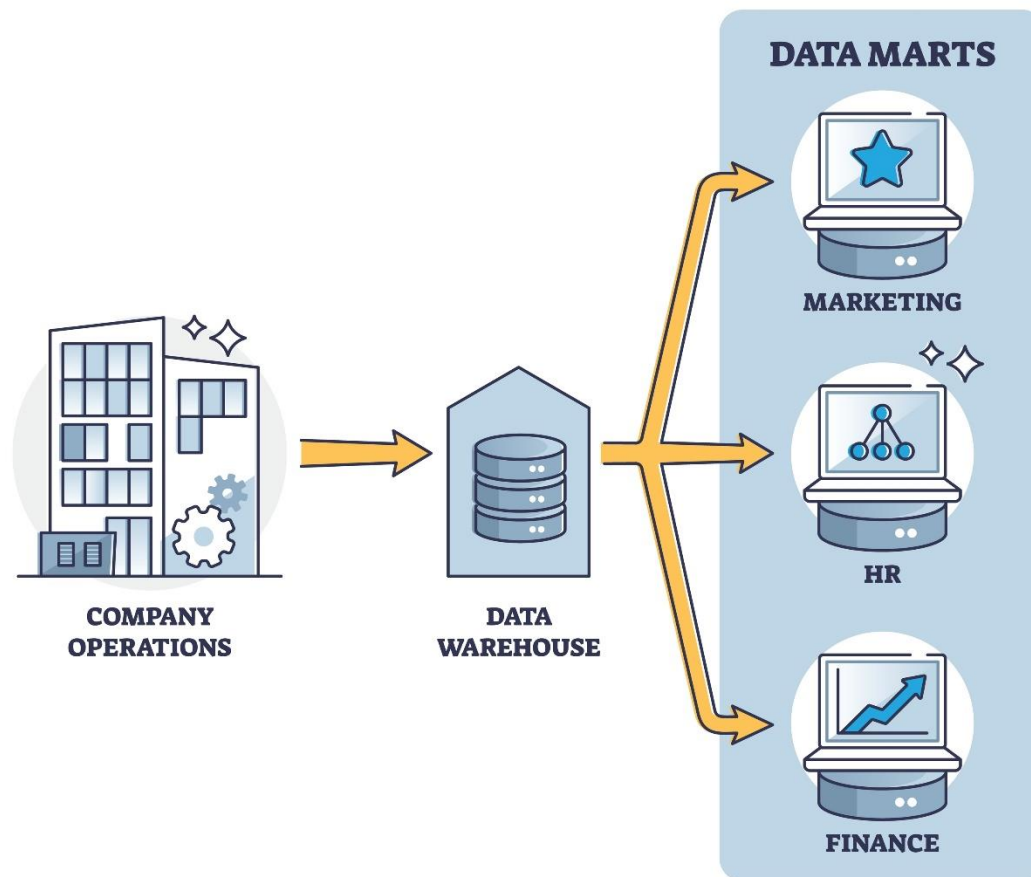 DATA MARTS
MARKETING
COMPANY
OPERATIONS
DATA
WAREHOUSE
HR
FINANCE